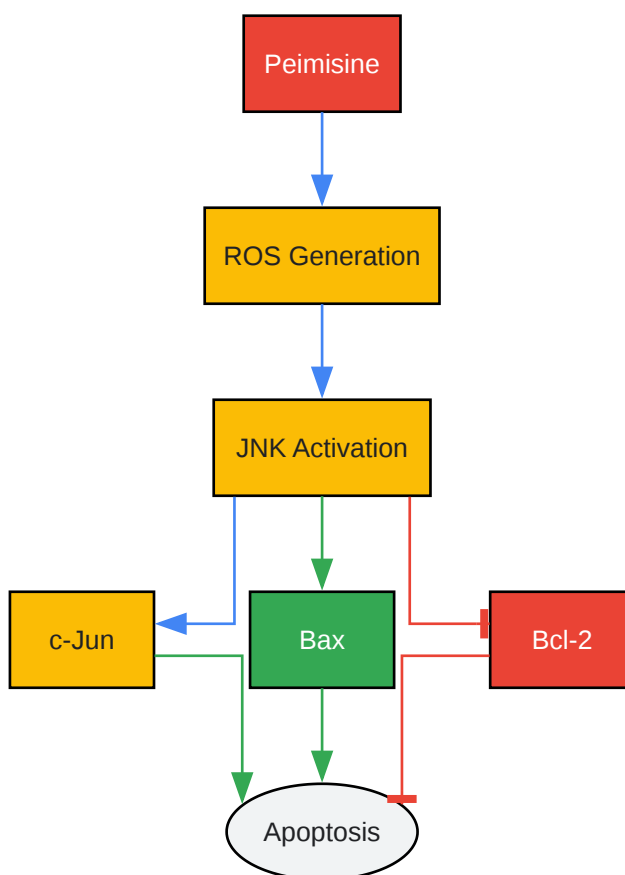 Peimisine
ROS Generation
JNK Activation
c-Jun
Bax
Bcl-2
Apoptosis